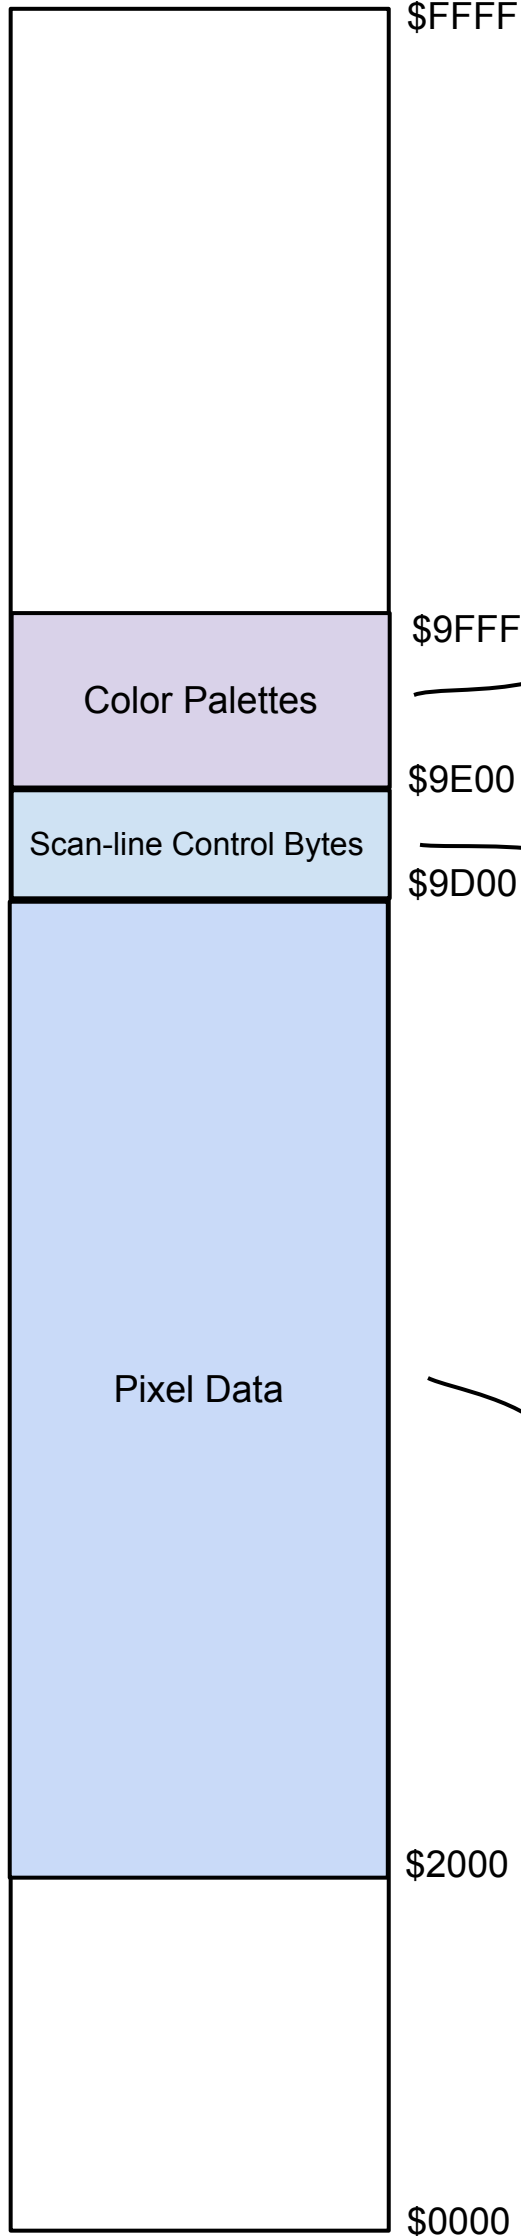 $FFFF
$9FFF
Color Palettes
$9E00
Scan-line Control Bytes
$9D00
Pixel Data
$2000
$0000